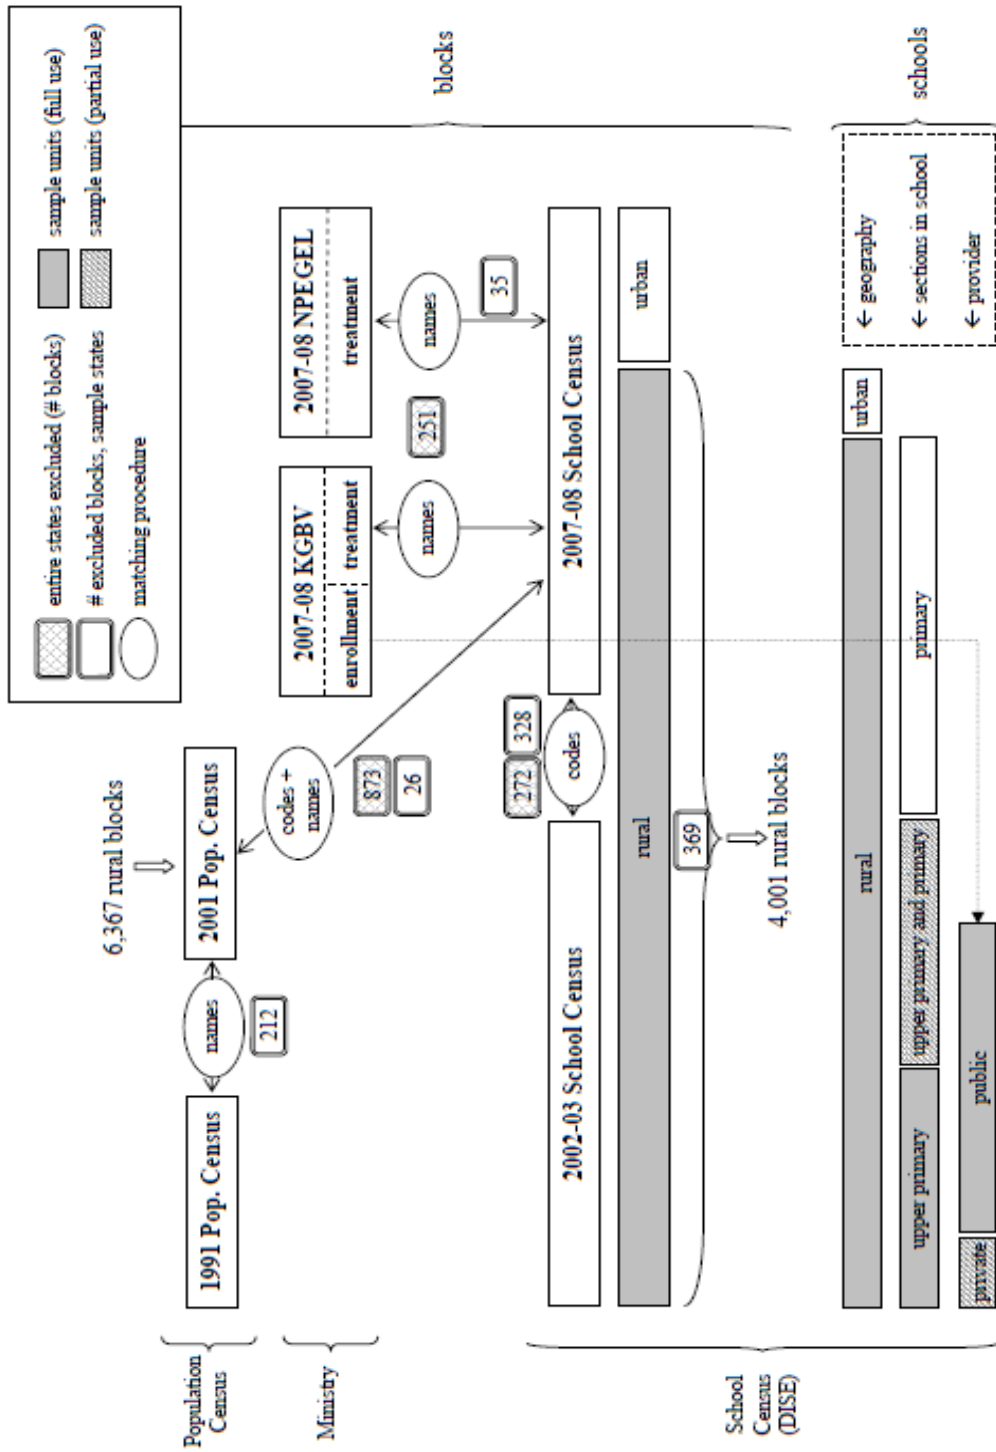 entire states excluded (# blocks)
# excluded blocks, sample states
matching procedure
sample units (full use)
sample units (partial use)
6,367 rural blocks
Population
Census
1991 Pop. Census
names
2001 Pop. Census
212
Ministry
codes +
names
873
26
2007-08 KGBV
enrollment
treatment
2007-08 NPEGEL
treatment
names
251
names
35
blocks
School
Census
(DISE)
2002-03 School Census
272
328
codes
2007-08 School Census
rural
urban
369
4,001 rural blocks
rural
urban
← geography
upper primary
upper primary and primary
primary
← sections in school
private
public
← provider
schools